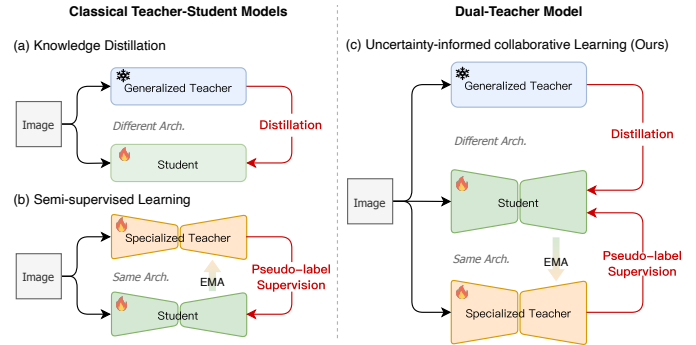 Classical Teacher-Student Models
Dual-Teacher Model
(a) Knowledge Distillation
Generalized Teacher
Image
Different Arch.
Distillation
Student
(b) Semi-supervised Learning
Specialized Teacher
Image
Same Arch.
EMA
Pseudo-label
Supervision
Student
(c) Uncertainty-informed collaborative Learning (Ours)
Generalized Teacher
Distillation
Different Arch.
Image
Student
Same Arch.
EMA
Pseudo-label
Supervision
Specialized Teacher